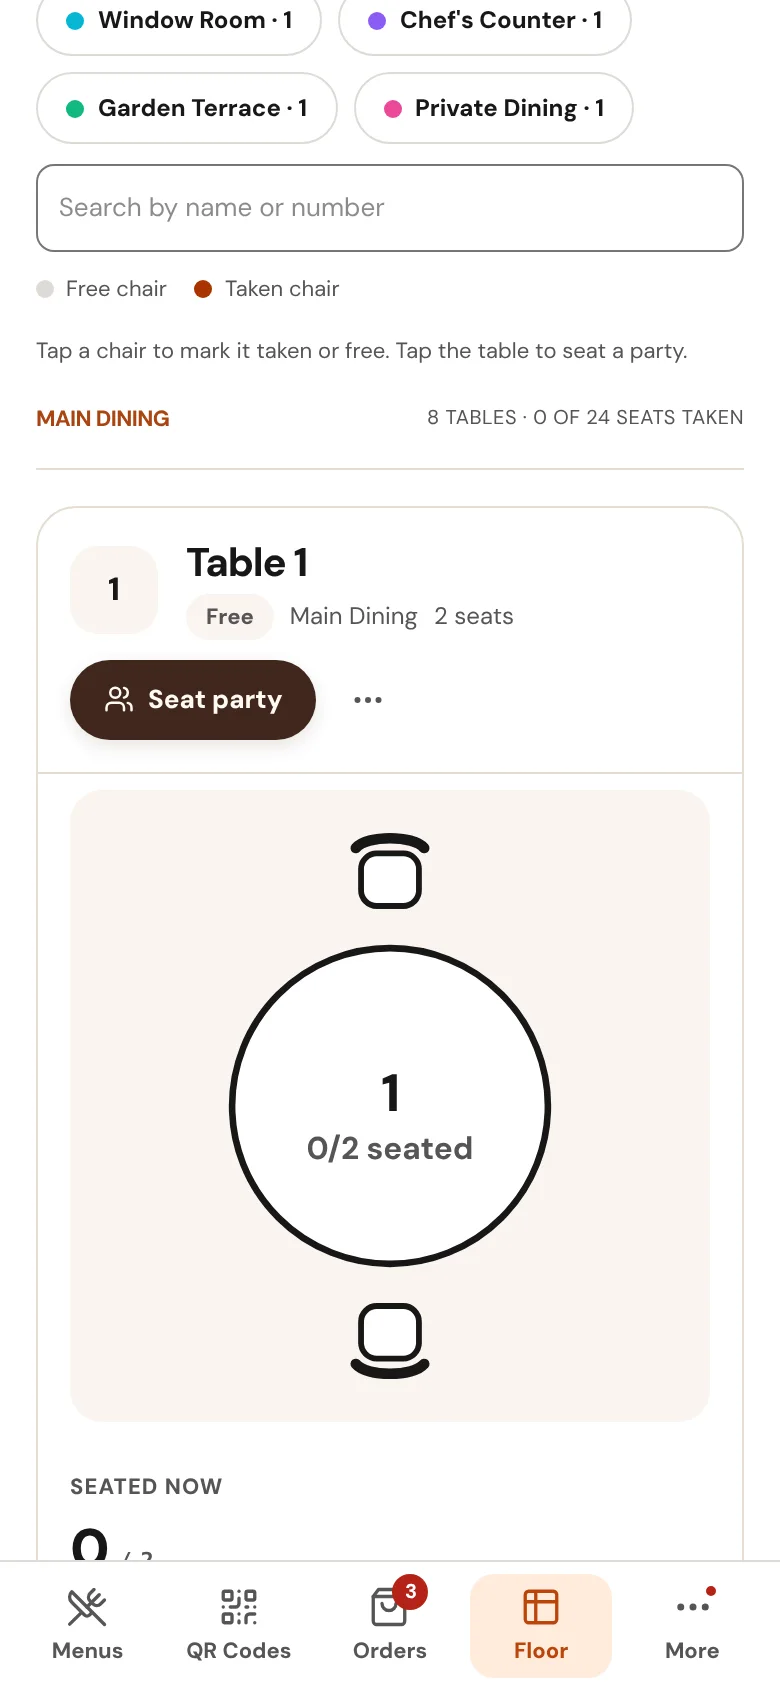 Window Room · 1
Chef's Counter · 1
Garden Terrace · 1
Private Dining · 1
Search by name or number
Free chair
Taken chair
Tap a chair to mark it taken or free. Tap the table to seat a party.
MAIN DINING
8 TABLES · 0 OF 24 SEATS TAKEN
1
Table 1
Free
Main Dining
2 seats
Seat party
1
0/2 seated
SEATED NOW
0 / 2
3
Menus
QR Codes
Orders
Floor
More